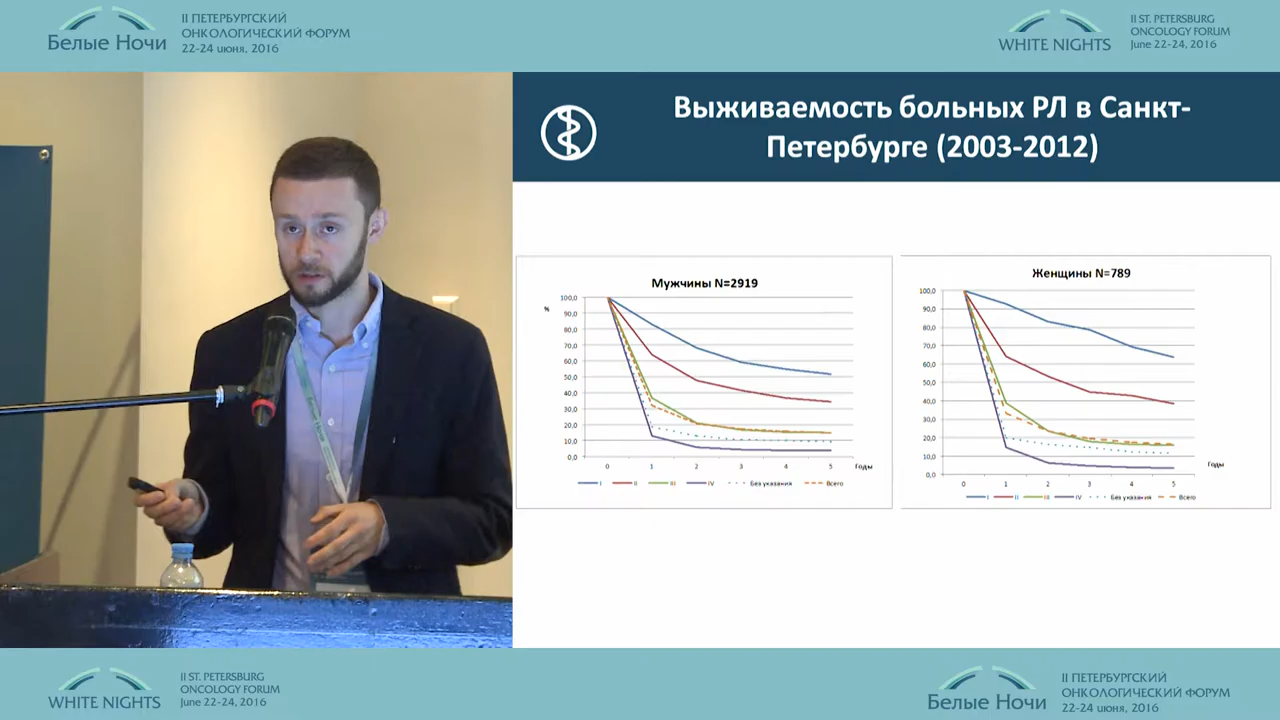 Белые Ночи
II ПЕТЕРБУРГСКИЙ
ОНКОЛОГИЧЕСКИЙ ФОРУМ
22-24 июня, 2016
WHITE NIGHTS
II ST. PETERSBURG
ONCOLOGY FORUM
June 22-24, 2016
Выживаемость больных РЛ в Санкт-
Петербурге (2003-2012)
Мужчины N=2919
%
100,0
90,0
80,0
70,0
60,0
50,0
40,0
30,0
20,0
10,0
0,0
0 1 2 3 4 5 Годы
I II III IV Без указания Всего
Женщины N=789
100,0
90,0
80,0
70,0
60,0
50,0
40,0
30,0
20,0
10,0
0,0
0 1 2 3 4 5 Годы
I II III IV Без указания Всего
WHITE NIGHTS
II ST. PETERSBURG
ONCOLOGY FORUM
June 22-24, 2016
Белые Ночи
II ПЕТЕРБУРГСКИЙ
ОНКОЛОГИЧЕСКИЙ ФОРУМ
22-24 июня, 2016